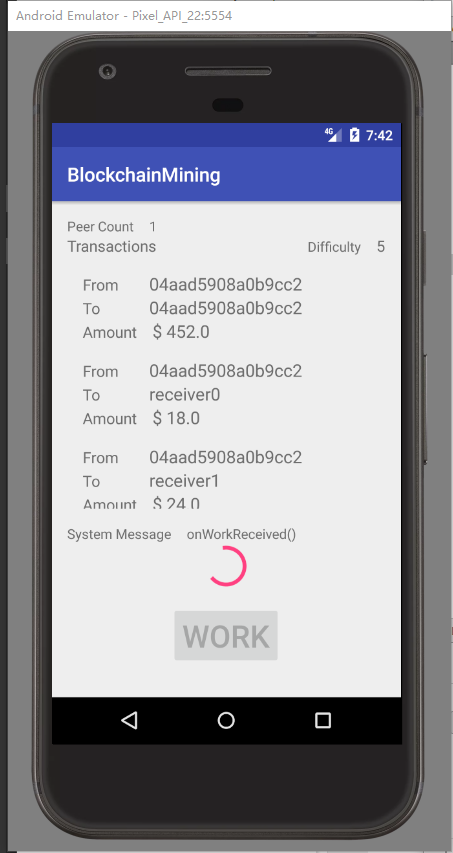 Android Emulator - Pixel_API_22:5554
4G 7:42
BlockchainMining
Peer Count 1
Transactions Difficulty 5
From 04aad5908a0b9cc2
To 04aad5908a0b9cc2
Amount $ 452.0
From 04aad5908a0b9cc2
To receiver0
Amount $ 18.0
From 04aad5908a0b9cc2
To receiver1
Amount $ 24.0
System Message onWorkReceived()
WORK